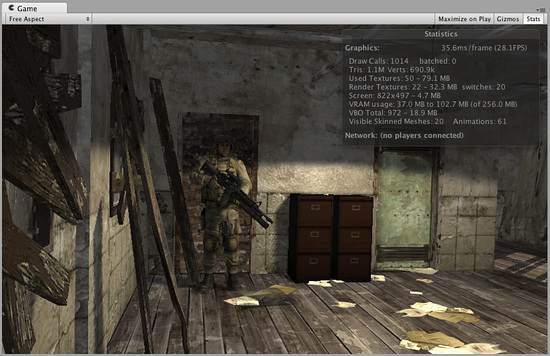 Game
Free Aspect
Maximize on Play Gizmos Stats
Statistics
Graphics: 35.6ms/frame (28.1FPS)
Draw Calls: 1014 batched: 0
Tris: 1.1M Verts: 690.9k
Used Textures: 50 - 79.1 MB
Render Textures: 22 - 32.3 MB switches: 20
Screen: 822x497 - 4.7 MB
VRAM usage: 37.0 MB to 102.7 MB (of 256.0 MB)
VBO Total: 972 - 18.9 MB
Visible Skinned Meshes: 20 Animations: 61
Network: (no players connected)